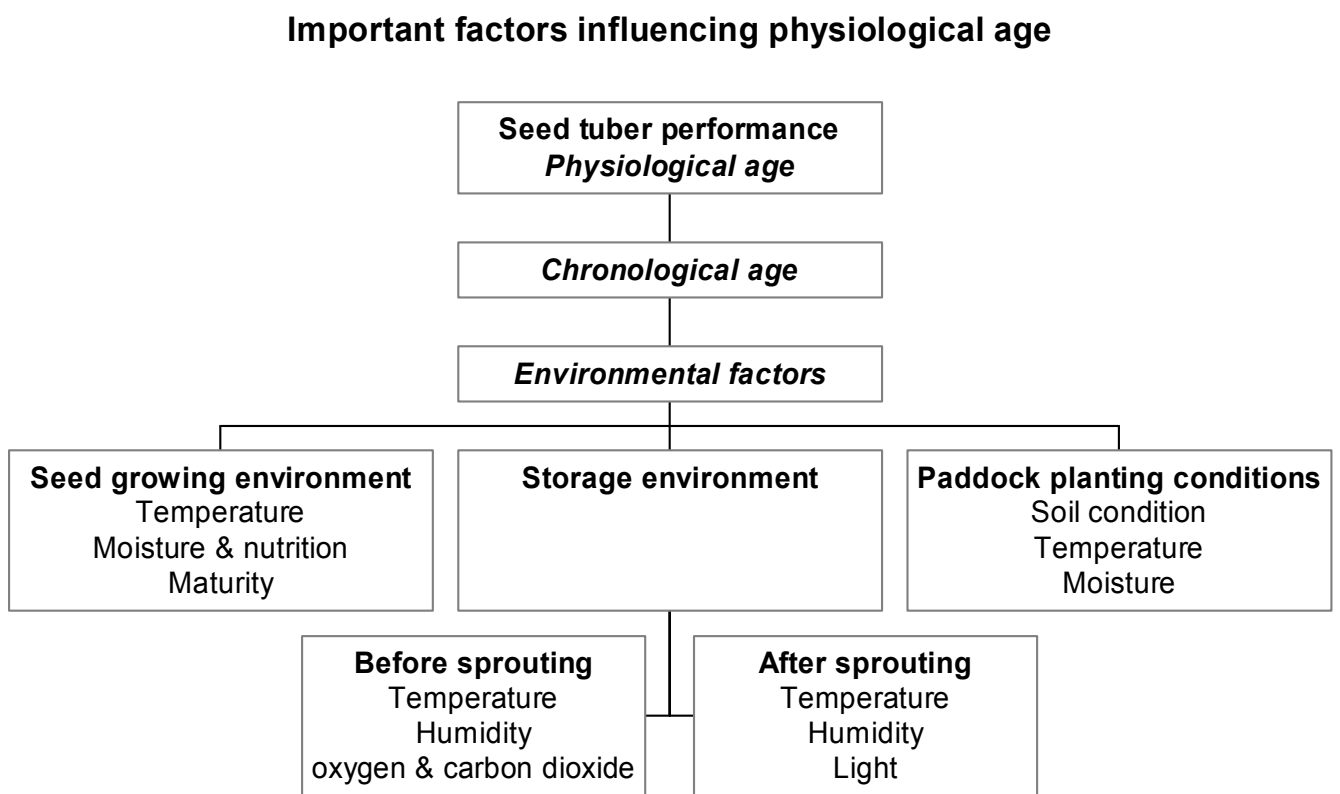 Important factors influencing physiological age
Seed tuber performance
Physiological age
Chronological age
Environmental factors
Seed growing environment
Temperature
Moisture & nutrition
Maturity
Storage environment
Paddock planting conditions
Soil condition
Temperature
Moisture
Before sprouting
Temperature
Humidity
oxygen & carbon dioxide
After sprouting
Temperature
Humidity
Light